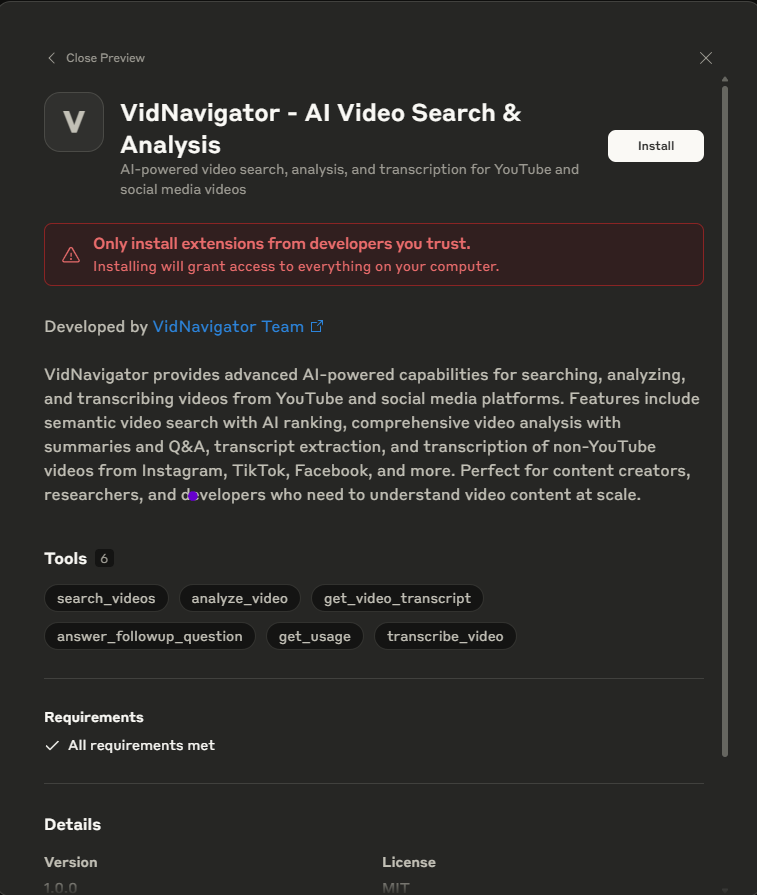 Close Preview
V
VidNavigator - AI Video Search &
Analysis
Install
AI-powered video search, analysis, and transcription for YouTube and
social media videos
Only install extensions from developers you trust.
Installing will grant access to everything on your computer.
Developed by VidNavigator Team
VidNavigator provides advanced AI-powered capabilities for searching, analyzing,
and transcribing videos from YouTube and social media platforms. Features include
semantic video search with AI ranking, comprehensive video analysis with
summaries and Q&A, transcript extraction, and transcription of non-YouTube
videos from Instagram, TikTok, Facebook, and more. Perfect for content creators,
researchers, and developers who need to understand video content at scale.
Tools 6
search_videos analyze_video get_video_transcript
answer_followup_question get_usage transcribe_video
Requirements
All requirements met
Details
Version License
1.0.0 MIT